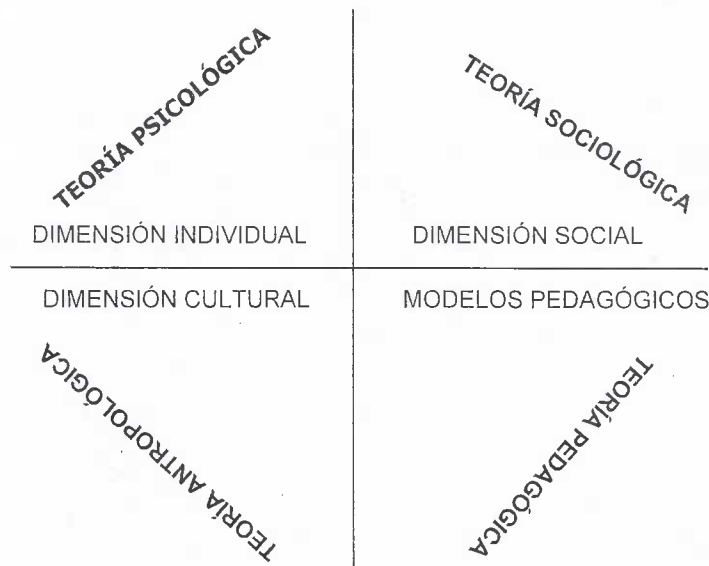 TEORÍA PSICOLÓGICA
TEORÍA SOCIOLÓGICA
DIMENSIÓN INDIVIDUAL
DIMENSIÓN SOCIAL
DIMENSIÓN CULTURAL
MODELOS PEDAGÓGICOS
TEORÍA ANTROPOLÓGICA
TEORÍA PEDAGÓGICA